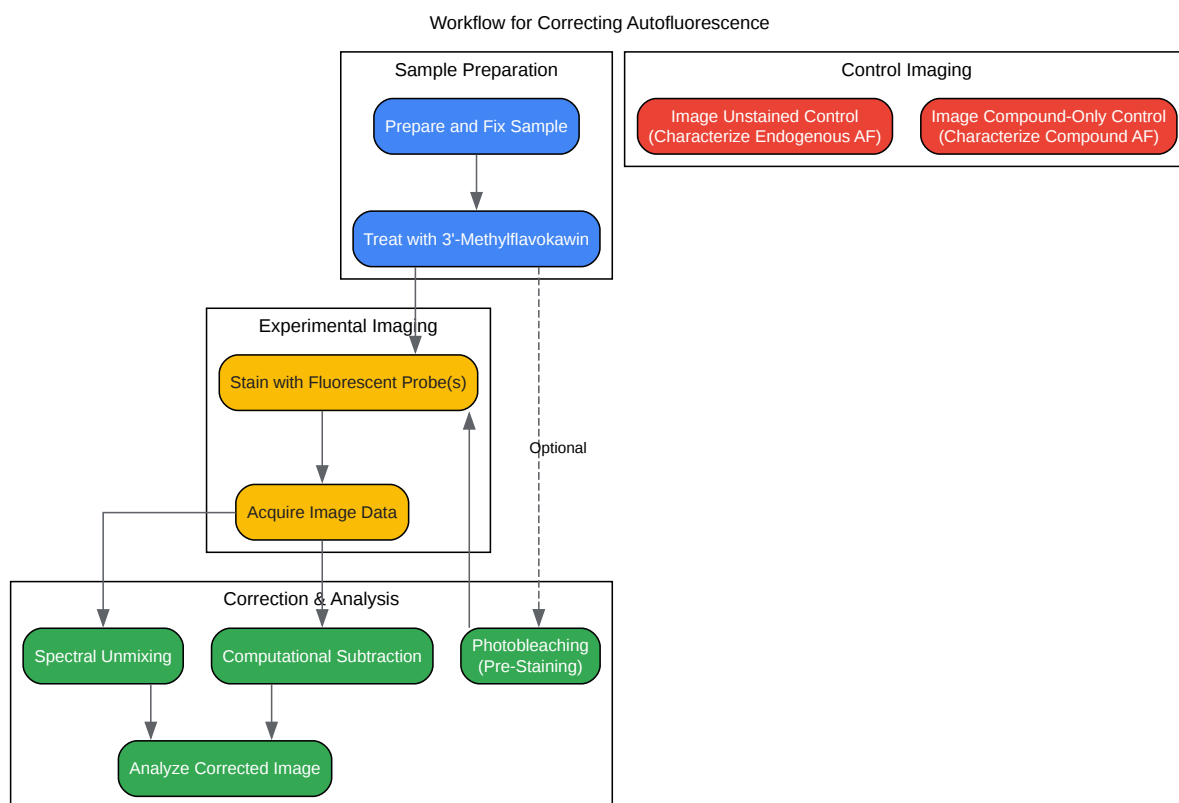 Workflow for Correcting Autofluorescence
Sample Preparation
Prepare and Fix Sample
Treat with 3'-Methylflavokawin
Control Imaging
Image Unstained Control
(Characterize Endogenous AF)
Image Compound-Only Control
(Characterize Compound AF)
Experimental Imaging
Stain with Fluorescent Probe(s)
Optional
Acquire Image Data
Correction & Analysis
Spectral Unmixing
Computational Subtraction
Photobleaching
(Pre-Staining)
Analyze Corrected Image